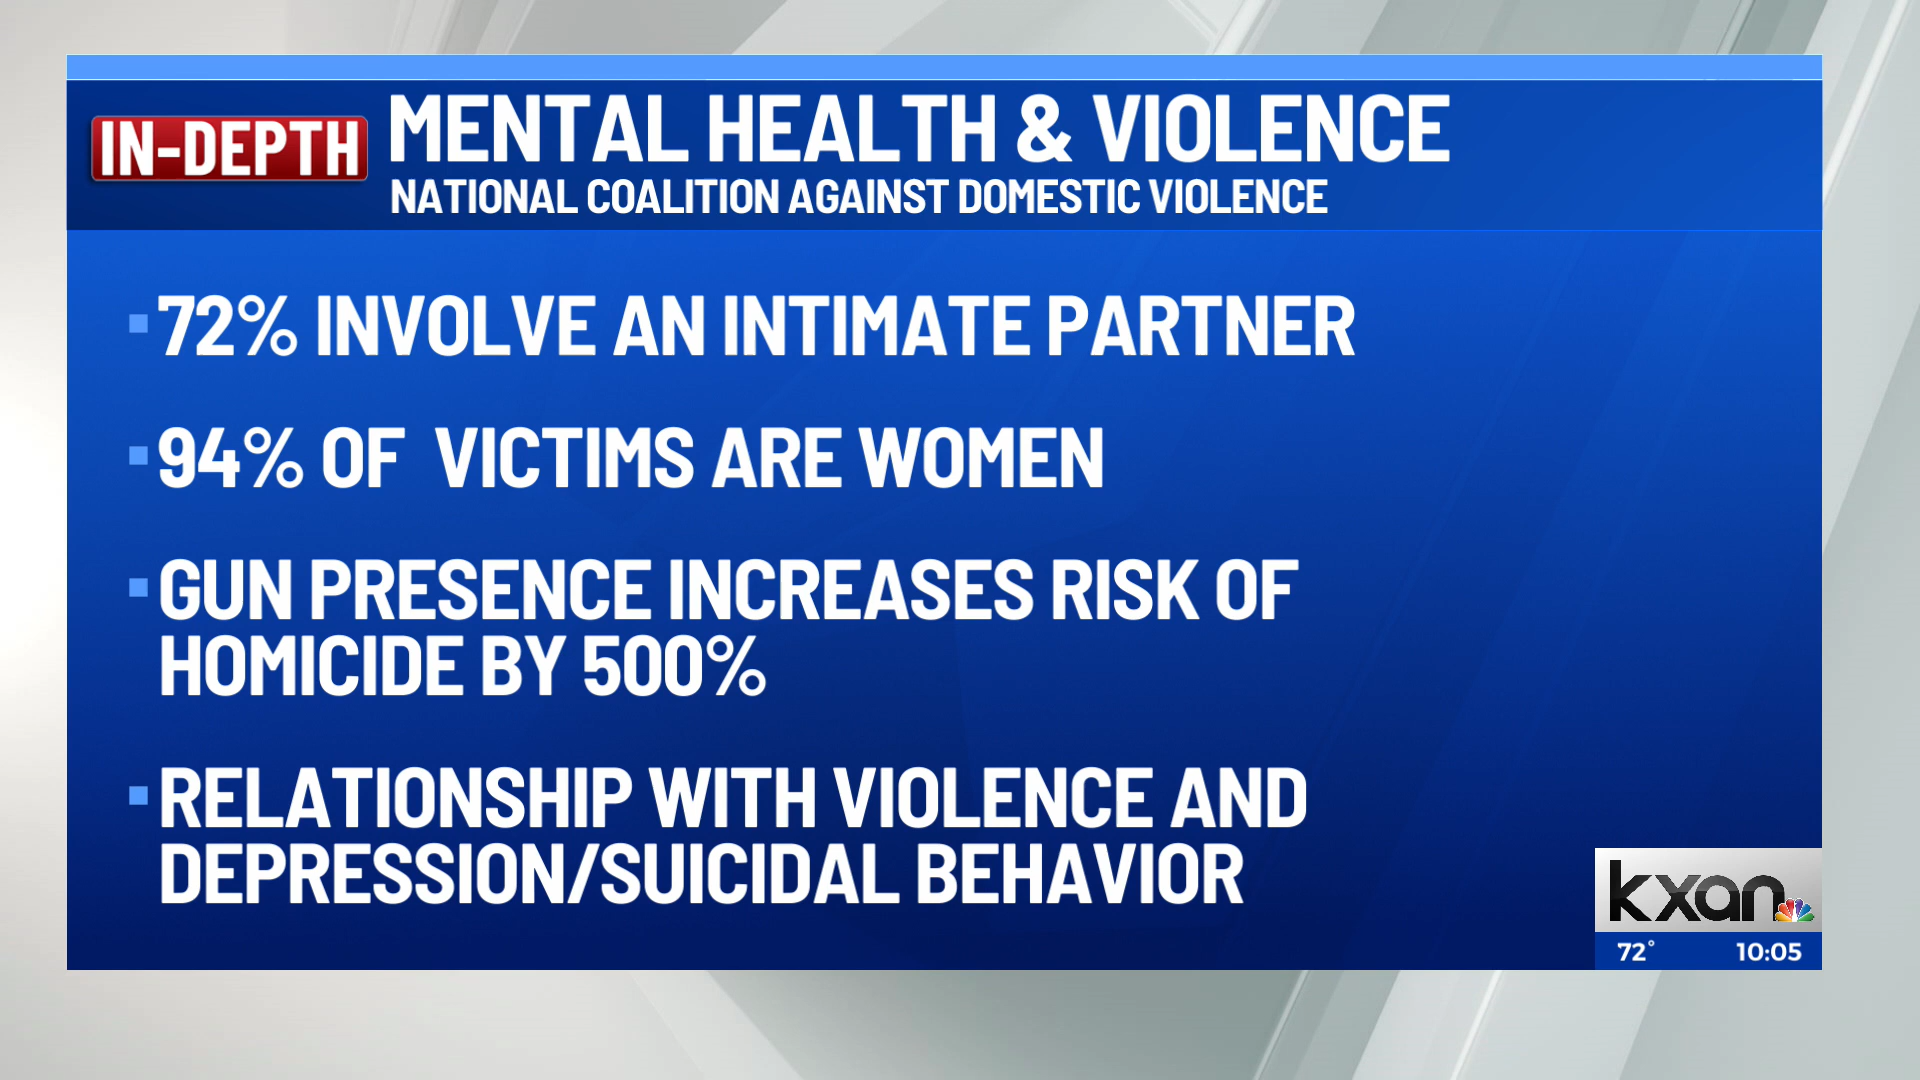 IN-DEPTH
MENTAL HEALTH & VIOLENCE
NATIONAL COALITION AGAINST DOMESTIC VIOLENCE
72% INVOLVE AN INTIMATE PARTNER
94% OF VICTIMS ARE WOMEN
GUN PRESENCE INCREASES RISK OF
HOMICIDE BY 500%
RELATIONSHIP WITH VIOLENCE AND
DEPRESSION/SUICIDAL BEHAVIOR
kxan
72° 10:05